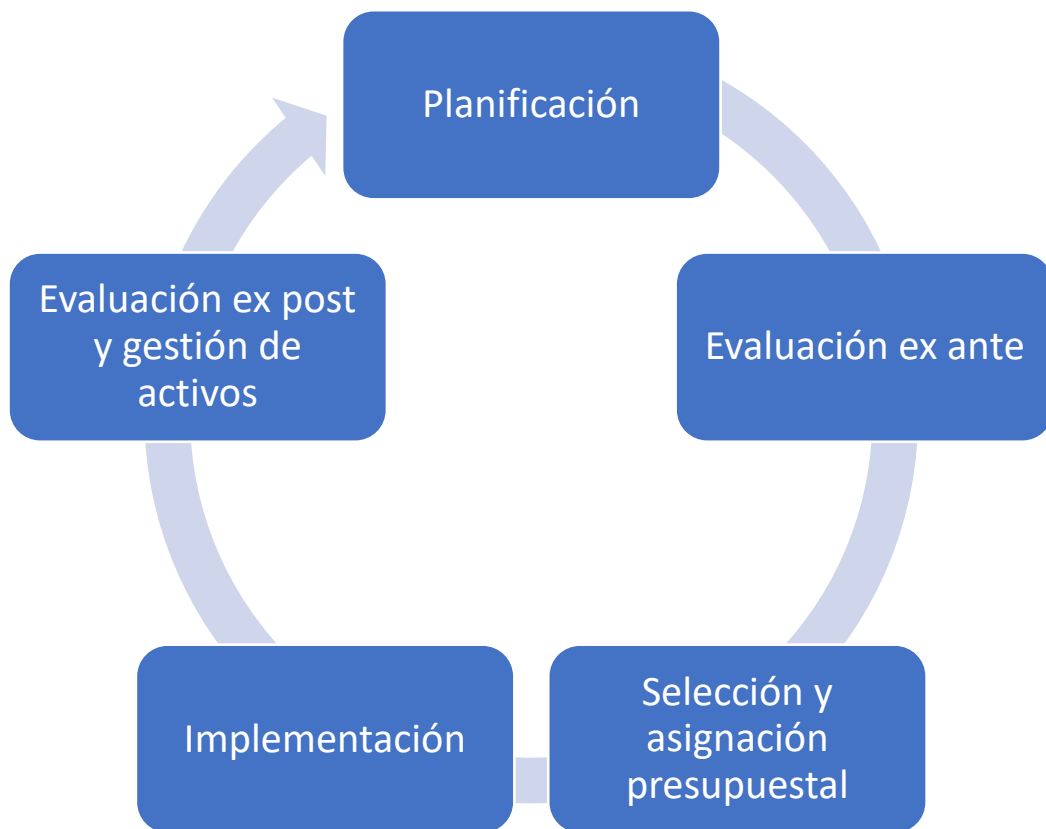 Planificación
Evaluación ex ante
Selección y
asignación
presupuestal
Implementación
Evaluación ex post
y gestión de
activos